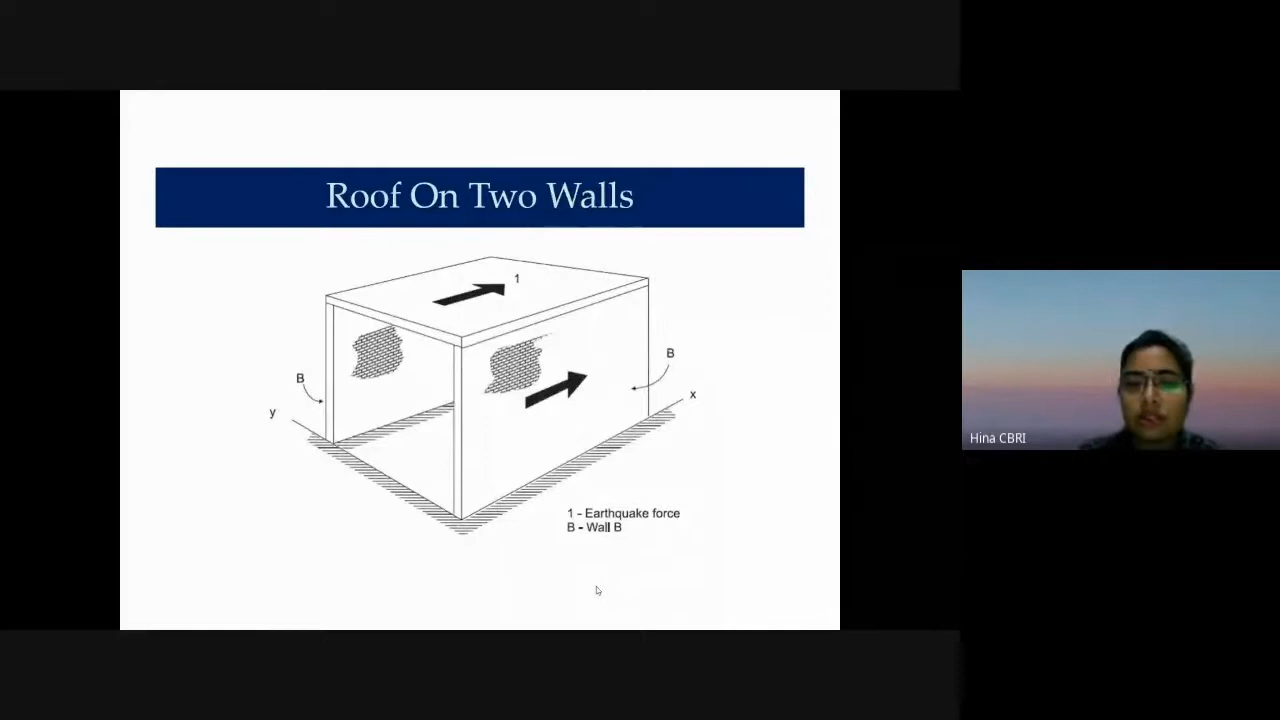 Roof On Two Walls
1
B
B
y
x
1 - Earthquake force
B - Wall B
Hina CBRI